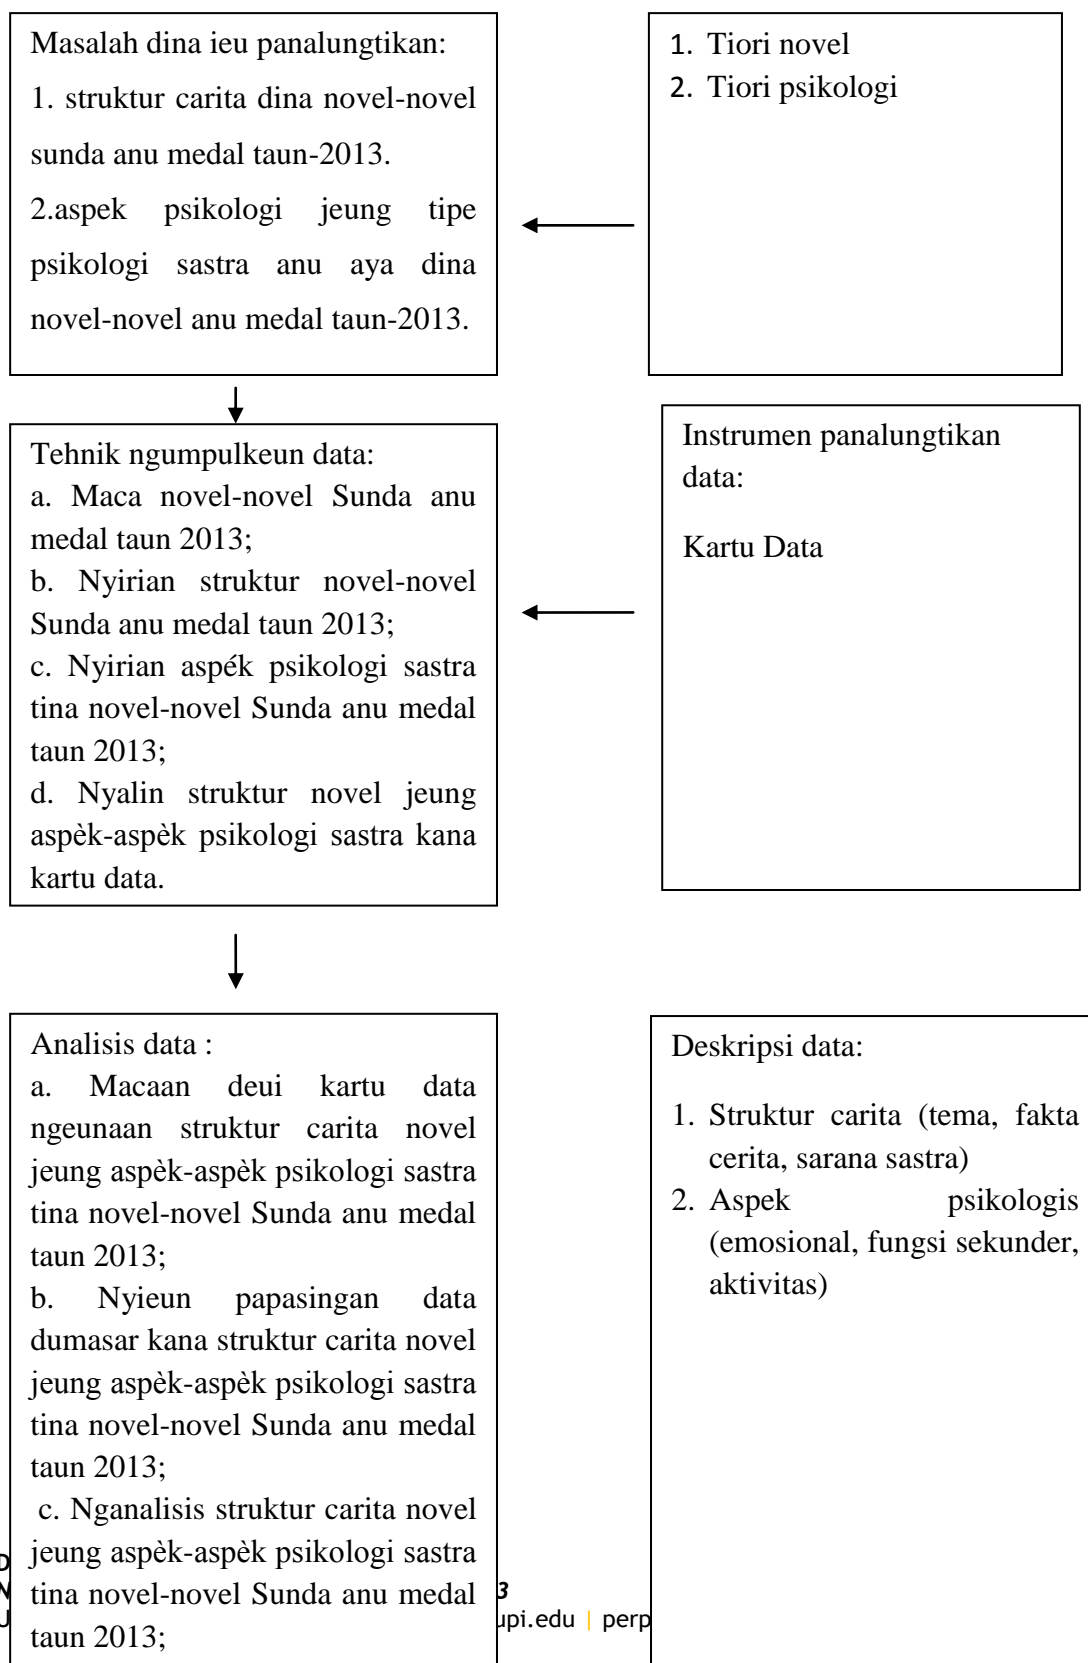 Masalah dina ieu panalungtikan:
1. struktur carita dina novel-novel
sunda anu medal taun-2013.
2.aspek psikologi jeung tipe
psikologi sastra anu aya dina
novel-novel anu medal taun-2013.
1. Tiori novel
2. Tiori psikologi
Tehnik ngumpulkeun data:
a. Maca novel-novel Sunda anu
medal taun 2013;
b. Nyirian struktur novel-novel
Sunda anu medal taun 2013;
c. Nyirian aspék psikologi sastra
tina novel-novel Sunda anu medal
taun 2013;
d. Nyalin struktur novel jeung
aspèk-aspèk psikologi sastra kana
kartu data.
Instrumen panalungtikan
data:
Kartu Data
Analisis data :
a. Macaan deui kartu data
ngeunaan struktur carita novel
jeung aspèk-aspèk psikologi sastra
tina novel-novel Sunda anu medal
taun 2013;
b. Nyieun papasingan data
dumasar kana struktur carita novel
jeung aspèk-aspèk psikologi sastra
tina novel-novel Sunda anu medal
taun 2013;
c. Nganalisis struktur carita novel
jeung aspèk-aspèk psikologi sastra
tina novel-novel Sunda anu medal
taun 2013;
Deskripsi data:
1. Struktur carita (tema, fakta
cerita, sarana sastra)
2. Aspek psikologis
(emosional, fungsi sekunder,
aktivitas)
3
upi.edu | perp